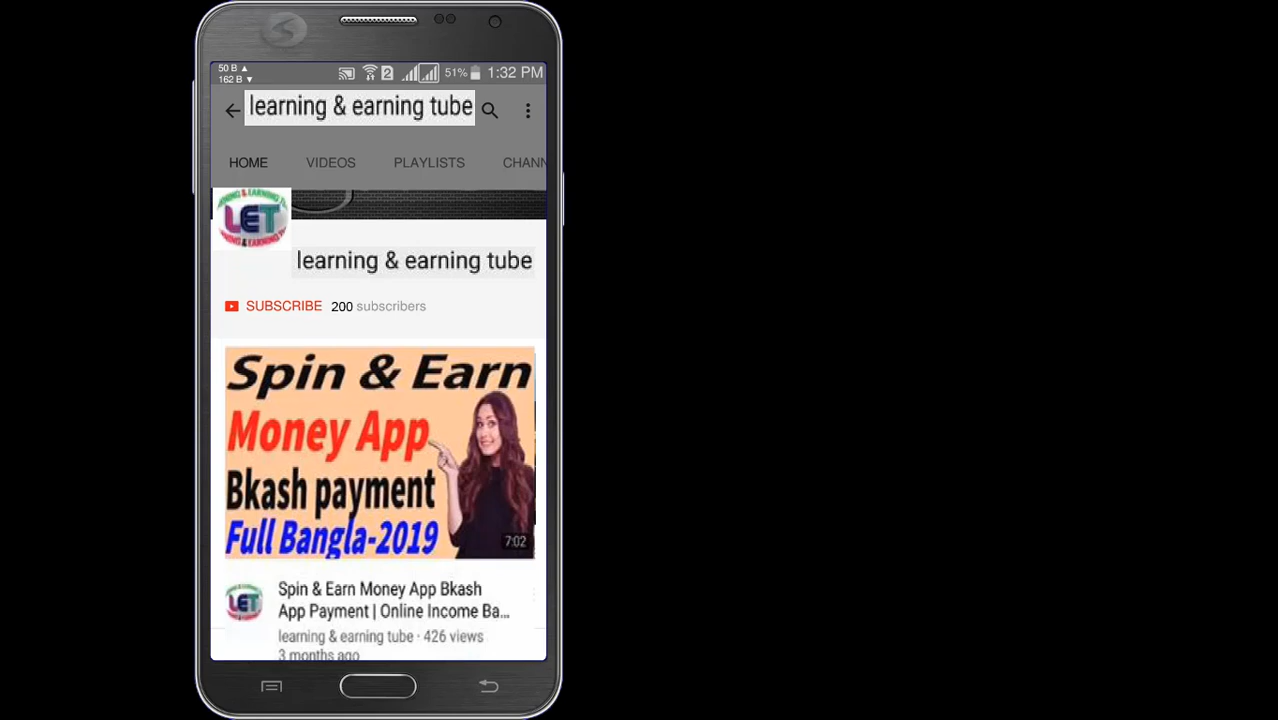 50 B
162 B
2
51%
1:32 PM
learning & earning tube
HOME VIDEOS PLAYLISTS CHANN
LET
learning & earning tube
SUBSCRIBE 200 subscribers
Spin & Earn
Money App
Bkash payment
Full Bangla-2019
7:02
LET
Spin & Earn Money App Bkash
App Payment | Online Income Ba...
learning & earning tube · 426 views
3 months ago